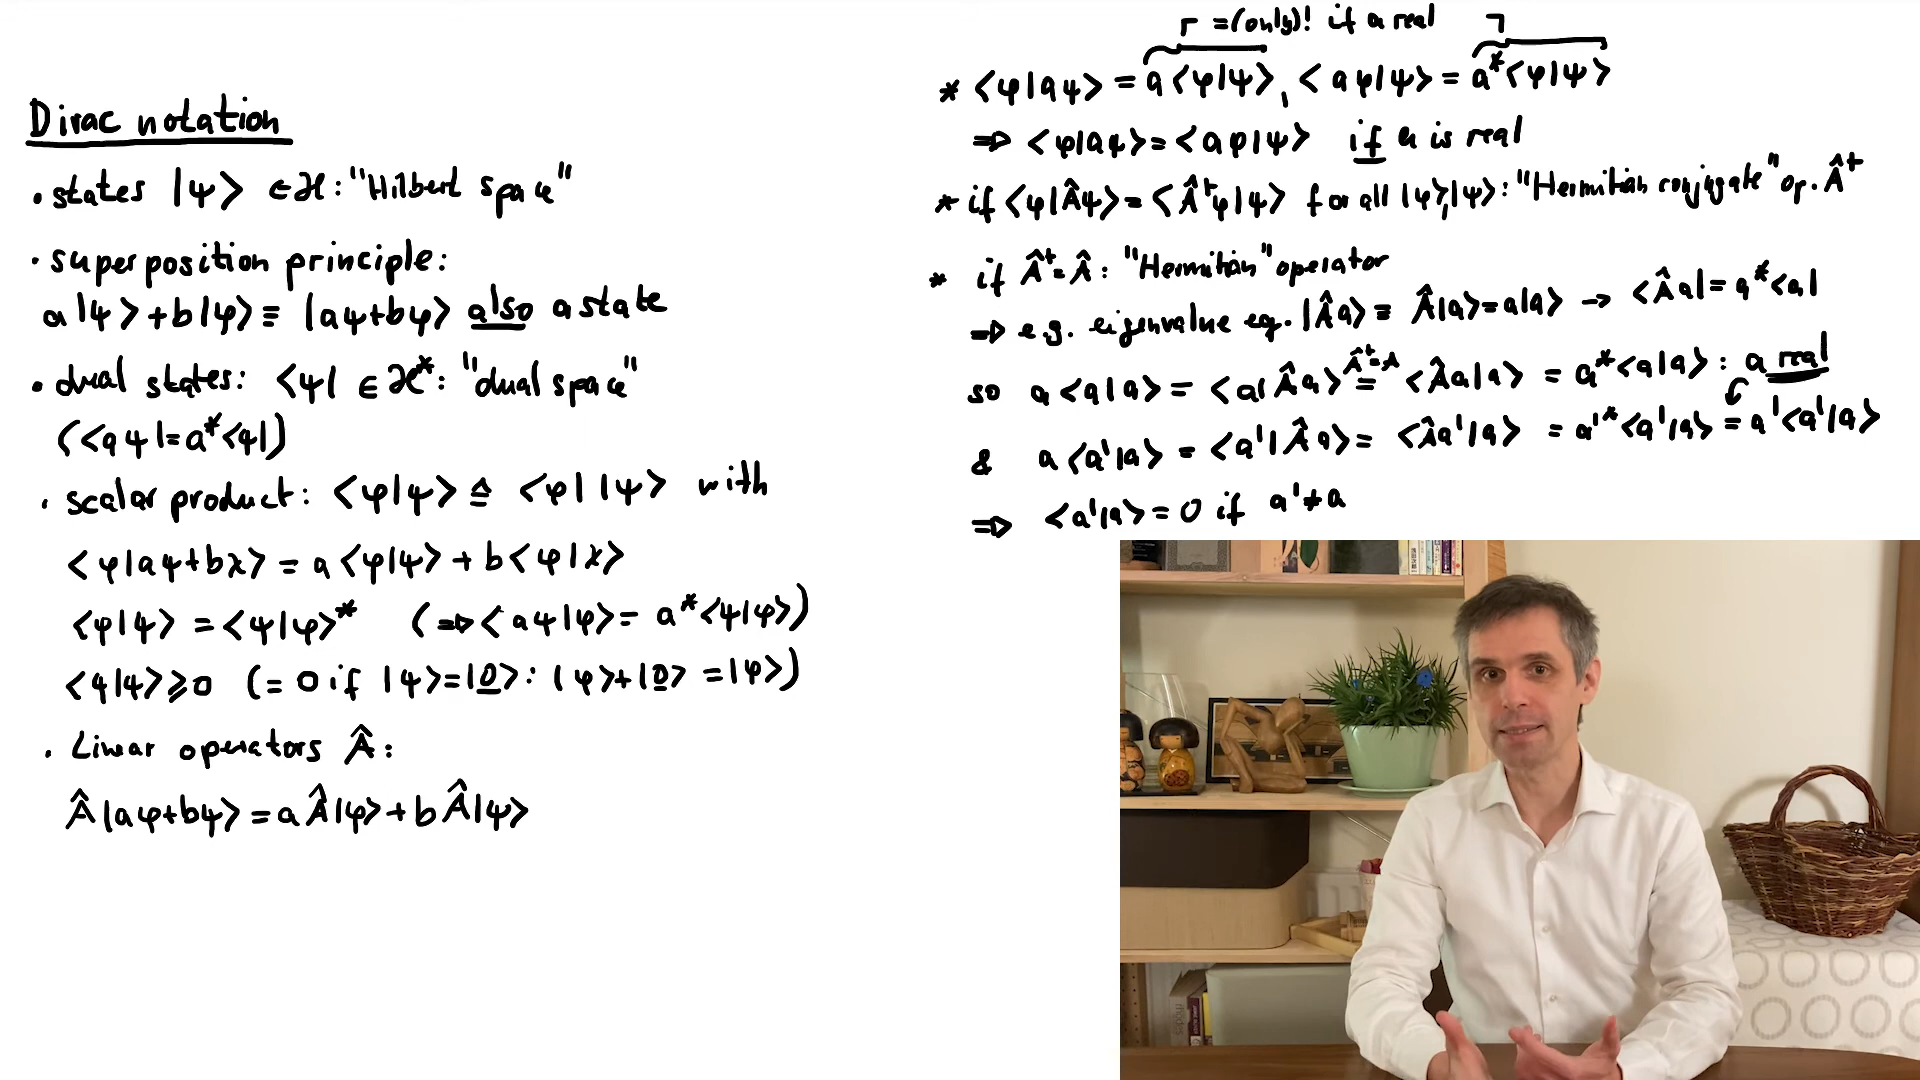 Dirac notation
• states |ψ> ∈ ℋ: "Hilbert space"
• superposition principle:
a|ψ> + b|φ> ≡ |aψ+bφ> also a state
• dual states: <ψ| ∈ ℋ*: "dual space"
(<aψ| = a*<ψ|)
• scalar product: <φ|ψ> ≙ <φ| |ψ> with
<φ|aψ+bχ> = a<φ|ψ> + b<φ|χ>
<φ|ψ> = <ψ|φ>* (⇒ <aψ|φ> = a*<ψ|φ>)
<ψ|ψ> ⩾ 0 (= 0 if |ψ> = |0>: |φ>+|0> = |φ>)
• Linear operators Â:
Â|aφ+bψ> = aÂ|φ> + bÂ|ψ>
┌ = (only)! if a real ┐
* <φ|aψ> = a<φ|ψ>, <aφ|ψ> = a*<φ|ψ>
⇒ <φ|aψ> = <aφ|ψ> if a is real
* if <φ|Âψ> = <Â†φ|ψ> for all |φ>,|ψ>: "Hermitian conjugate" op. Â†
* if Â† = Â: "Hermitian" operator
⇒ e.g. eigenvalue eq. |Âa> ≡ Â|a> = a|a> → <Âa| = a*<a|
so a<a|a> = <a|Âa> Â†=A = <Âa|a> = a*<a|a> : a real
& a<a'|a> = <a'|Âa> = <Âa'|a> = a'*<a'|a> = a'<a'|a>
⇒ <a'|a> = 0 if a' ≠ a